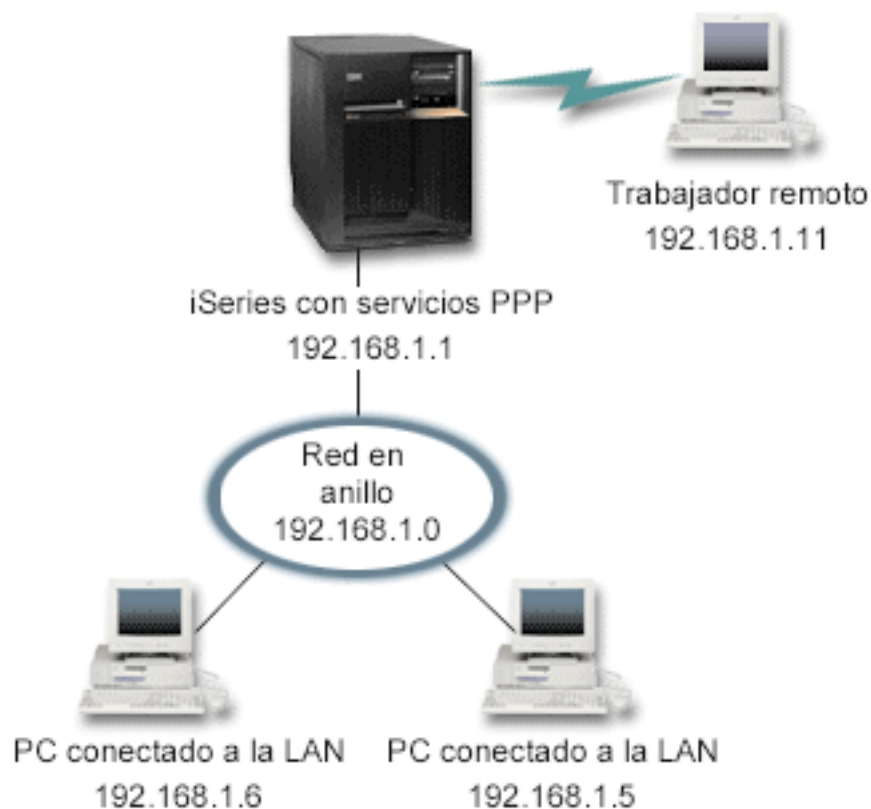 Trabajador remoto
192.168.1.11
iSeries con servicios PPP
192.168.1.1
Red en
anillo
192.168.1.0
PC conectado a la LAN
192.168.1.6
PC conectado a la LAN
192.168.1.5